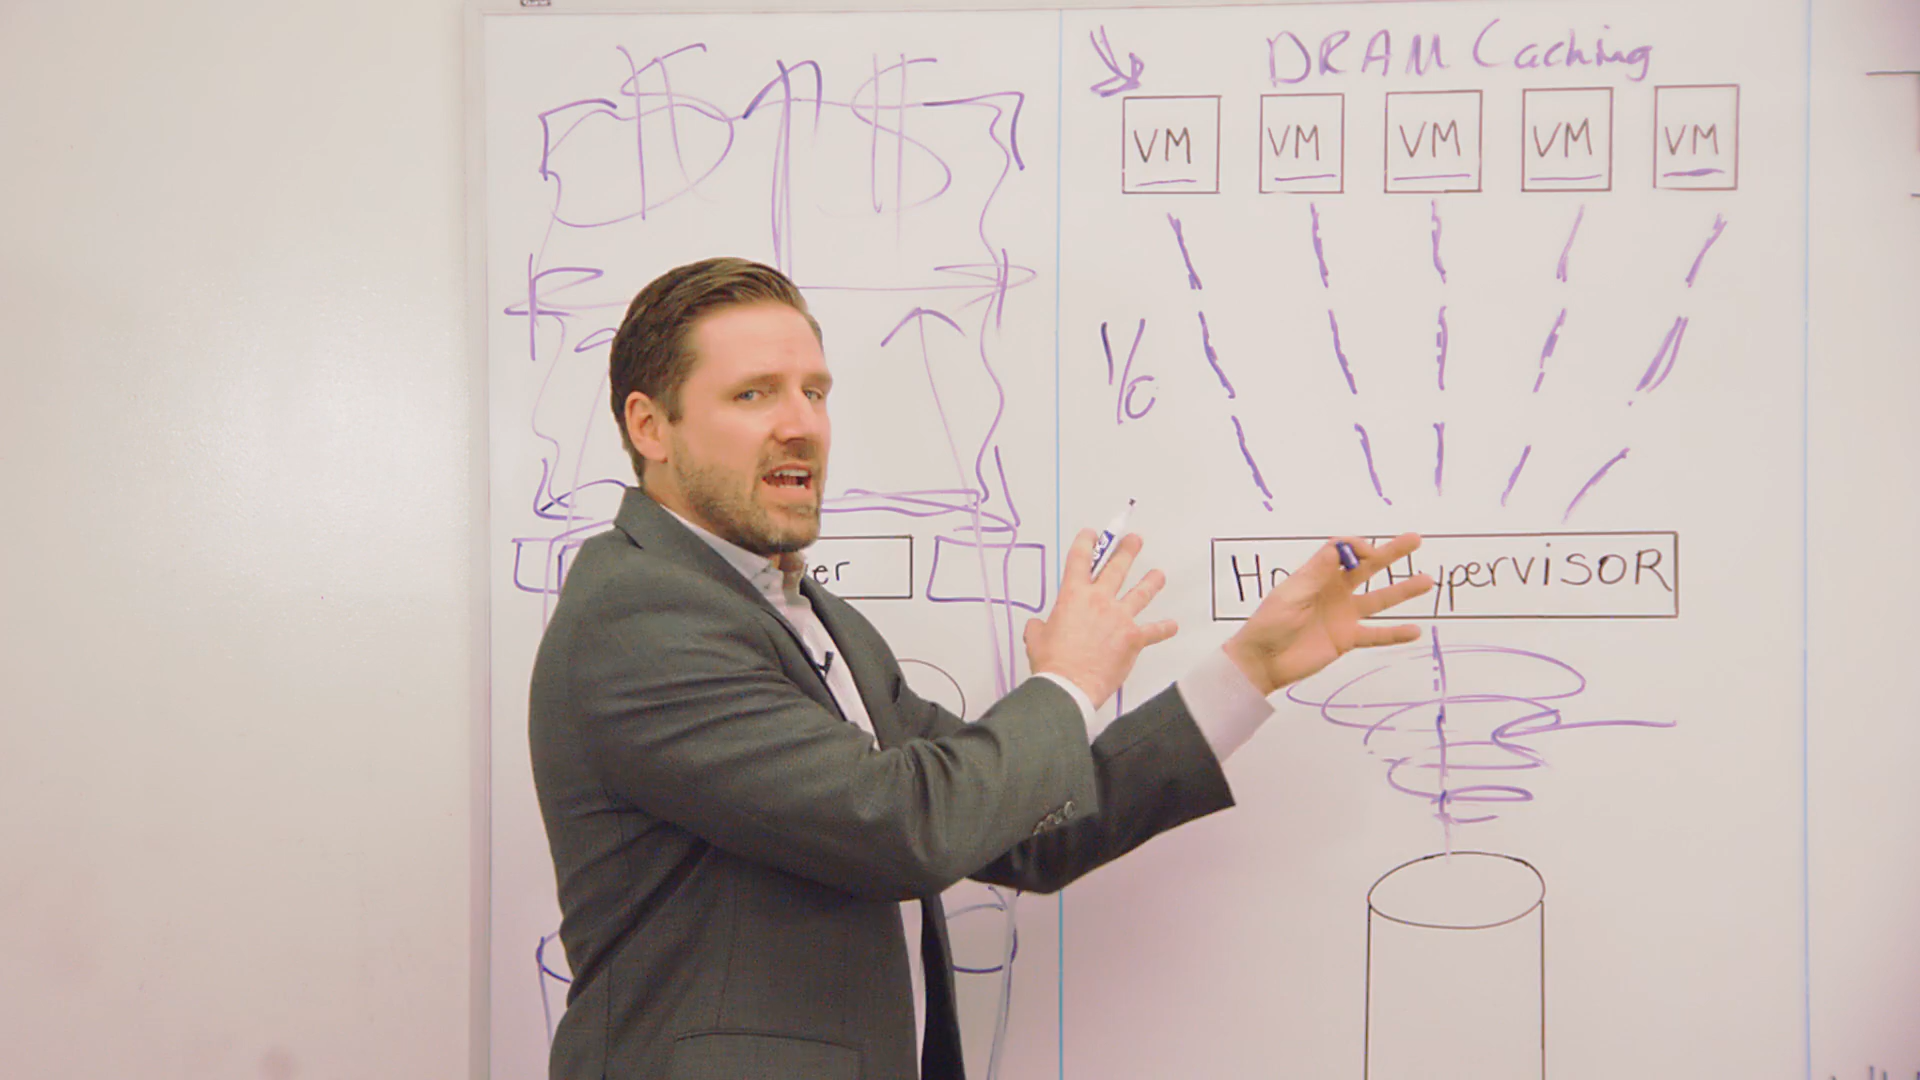 $ $
DRAM Caching
VM VM VM VM VM
I/O
Hypervisor